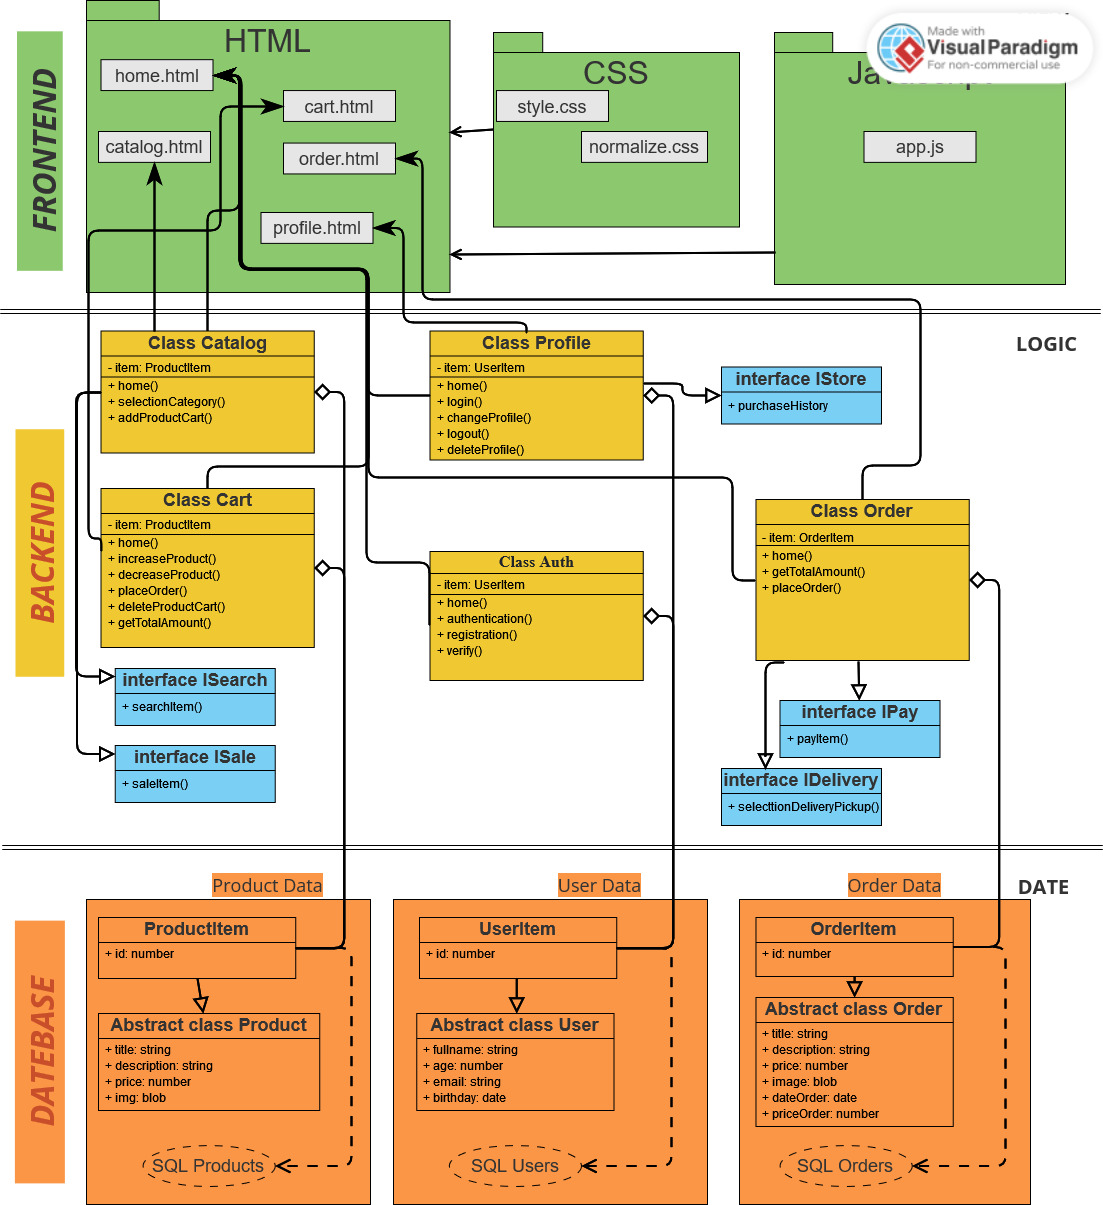 Made with
Visual Paradigm
For non-commercial use
FRONTEND
HTML
home.html
cart.html
catalog.html
order.html
profile.html
CSS
style.css
normalize.css
app.js
LOGIC
BACKEND
Class Catalog
- item: ProductItem
+ home()
+ selectionCategory()
+ addProductCart()
Class Profile
- item: UserItem
+ home()
+ login()
+ changeProfile()
+ logout()
+ deleteProfile()
interface IStore
+ purchaseHistory
Class Cart
- item: ProductItem
+ home()
+ increaseProduct()
+ decreaseProduct()
+ placeOrder()
+ deleteProductCart()
+ getTotalAmount()
Class Auth
- item: UserItem
+ home()
+ authentication()
+ registration()
+ verify()
Class Order
- item: OrderItem
+ home()
+ getTotalAmount()
+ placeOrder()
interface ISearch
+ searchItem()
interface ISale
+ saleItem()
interface IPay
+ payItem()
interface IDelivery
+ selecttionDeliveryPickup()
DATE
DATEBASE
Product Data
ProductItem
+ id: number
Abstract class Product
+ title: string
+ description: string
+ price: number
+ img: blob
SQL Products
User Data
UserItem
+ id: number
Abstract class User
+ fullname: string
+ age: number
+ email: string
+ birthday: date
SQL Users
Order Data
OrderItem
+ id: number
Abstract class Order
+ title: string
+ description: string
+ price: number
+ image: blob
+ dateOrder: date
+ priceOrder: number
SQL Orders